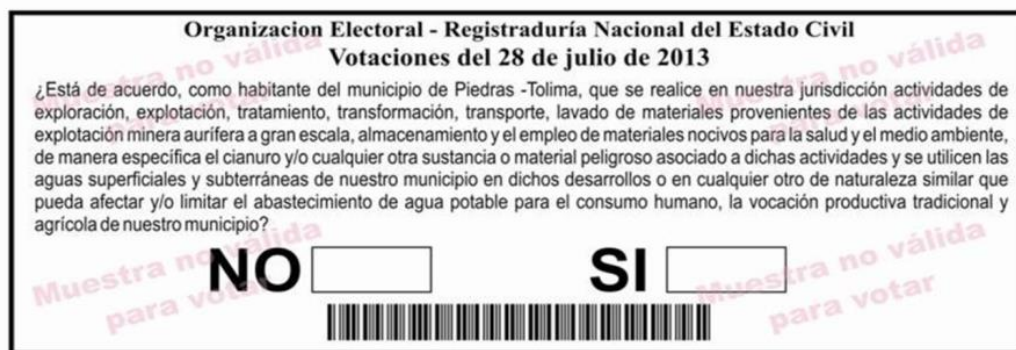 Organizacion Electoral - Registraduría Nacional del Estado Civil
Votaciones del 28 de julio de 2013
¿Está de acuerdo, como habitante del municipio de Piedras -Tolima, que se realice en nuestra jurisdicción actividades de
exploración, explotación, tratamiento, transformación, transporte, lavado de materiales provenientes de las actividades de
explotación minera aurífera a gran escala, almacenamiento y el empleo de materiales nocivos para la salud y el medio ambiente,
de manera específica el cianuro y/o cualquier otra sustancia o material peligroso asociado a dichas actividades y se utilicen las
aguas superficiales y subterráneas de nuestro municipio en dichos desarrollos o en cualquier otro de naturaleza similar que
pueda afectar y/o limitar el abastecimiento de agua potable para el consumo humano, la vocación productiva tradicional y
agrícola de nuestro municipio?
NO SI
Muestra no válida
para votar
Muestra no válida
para votar
Muestra no válida
para votar
Muestra no válida
para votar